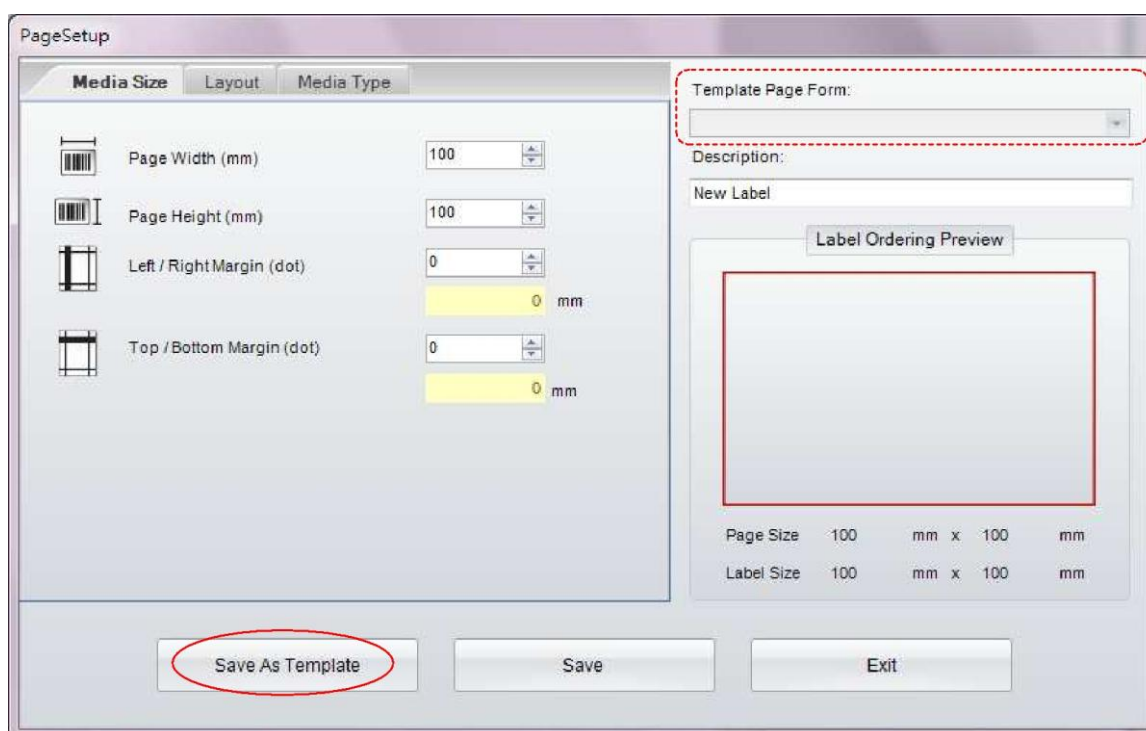 PageSetup
Media Size Layout Media Type
Page Width (mm) 100
Page Height (mm) 100
Left / Right Margin (dot) 0
0 mm
Top / Bottom Margin (dot) 0
0 mm
Template Page Form:
Description:
New Label
Label Ordering Preview
Page Size 100 mm x 100 mm
Label Size 100 mm x 100 mm
Save As Template Save Exit